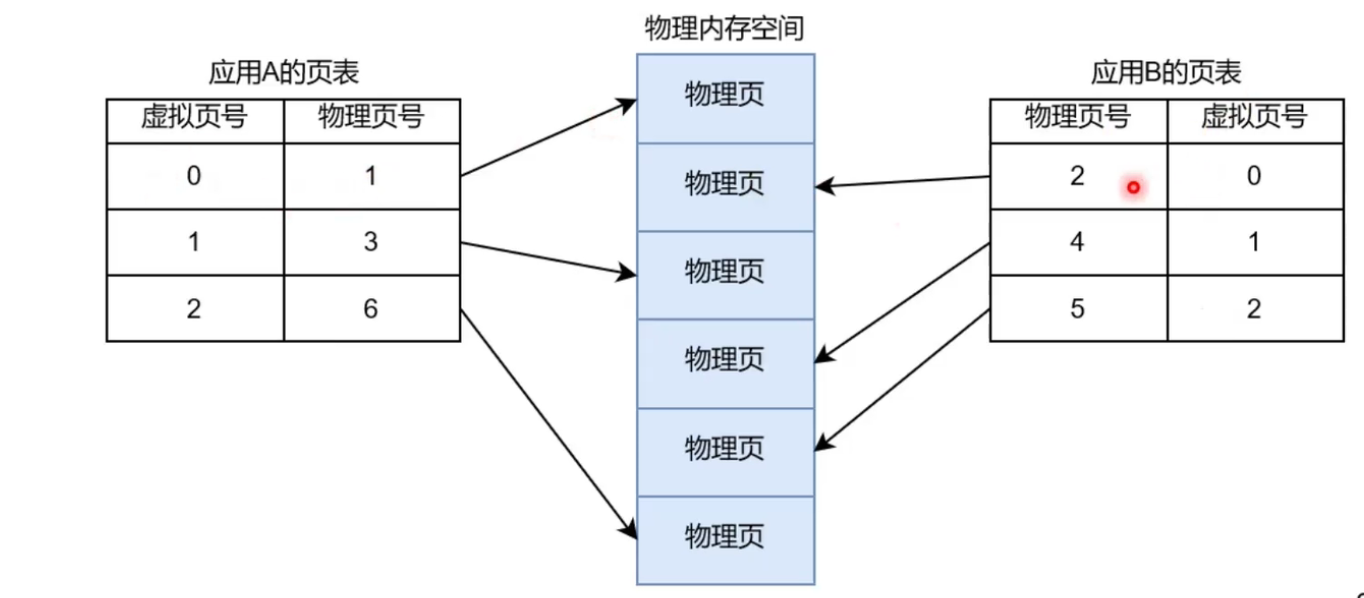 物理内存空间
应用A的页表
虚拟页号 物理页号
0 1
1 3
2 6
物理页
物理页
物理页
物理页
物理页
物理页
应用B的页表
物理页号 虚拟页号
2 0
4 1
5 2